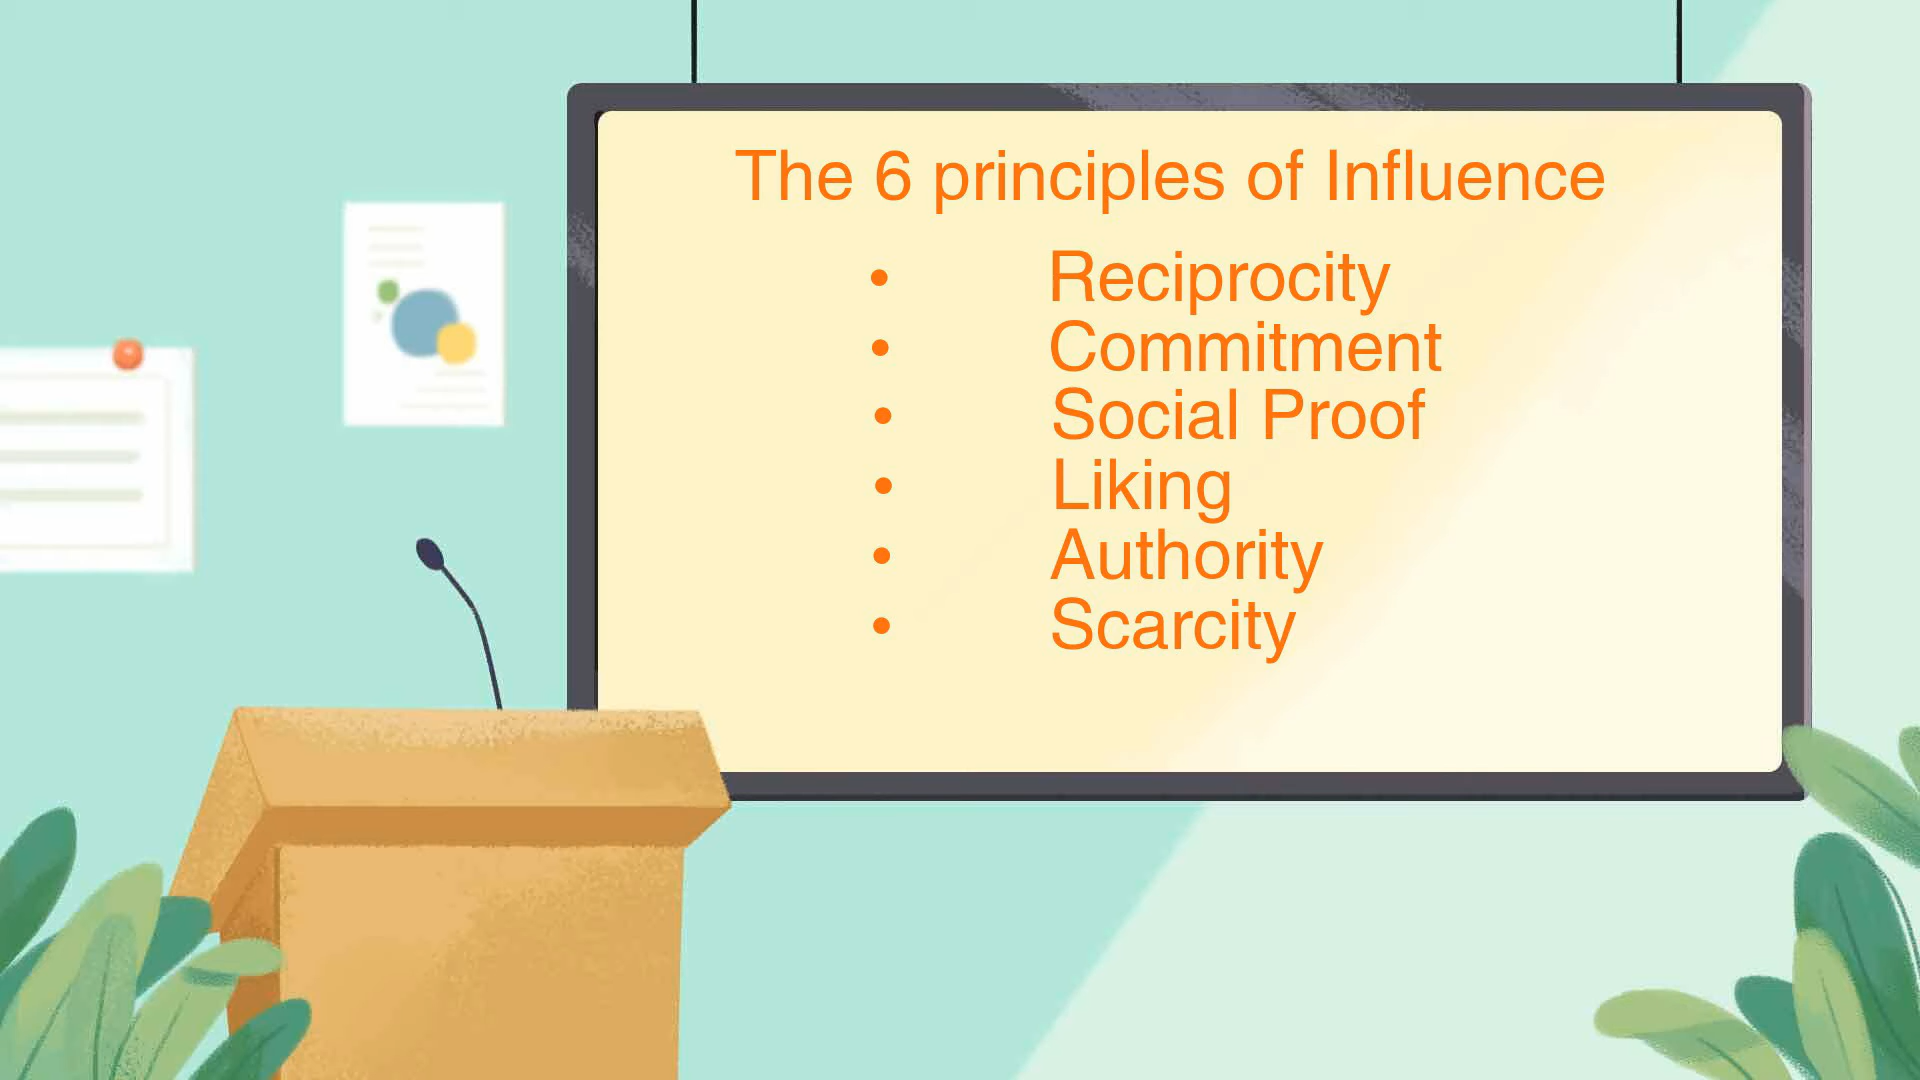 The 6 principles of Influence
• Reciprocity
• Commitment
• Social Proof
• Liking
• Authority
• Scarcity